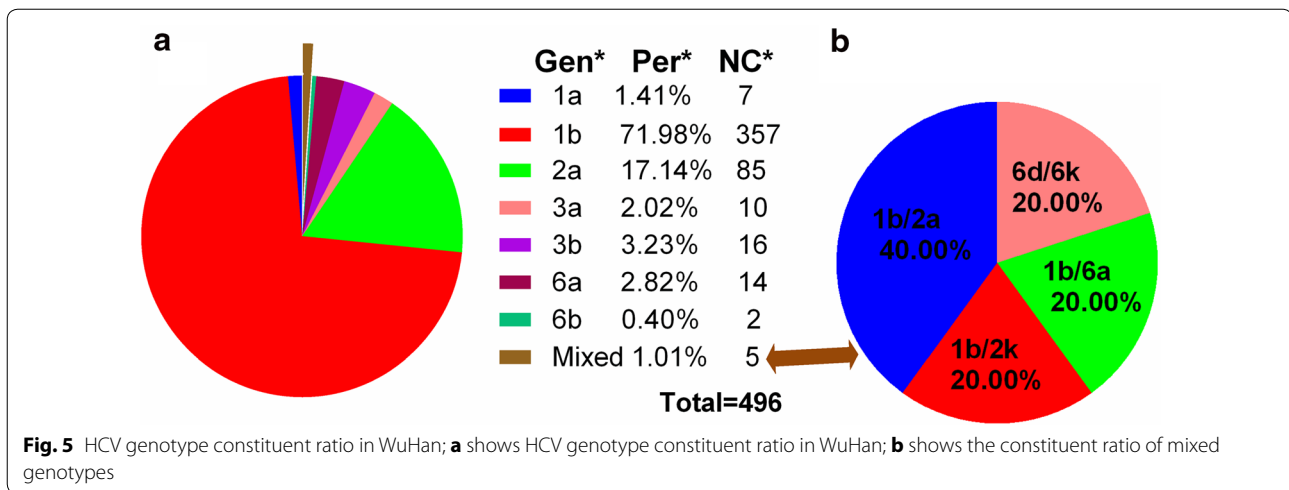 a
Gen* Per* NC*
1a 1.41% 7
1b 71.98% 357
2a 17.14% 85
3a 2.02% 10
3b 3.23% 16
6a 2.82% 14
6b 0.40% 2
Mixed 1.01% 5
Total=496
b
6d/6k
20.00%
1b/2a
40.00%
1b/6a
20.00%
1b/2k
20.00%
Fig. 5 HCV genotype constituent ratio in WuHan; a shows HCV genotype constituent ratio in WuHan; b shows the constituent ratio of mixed
genotypes